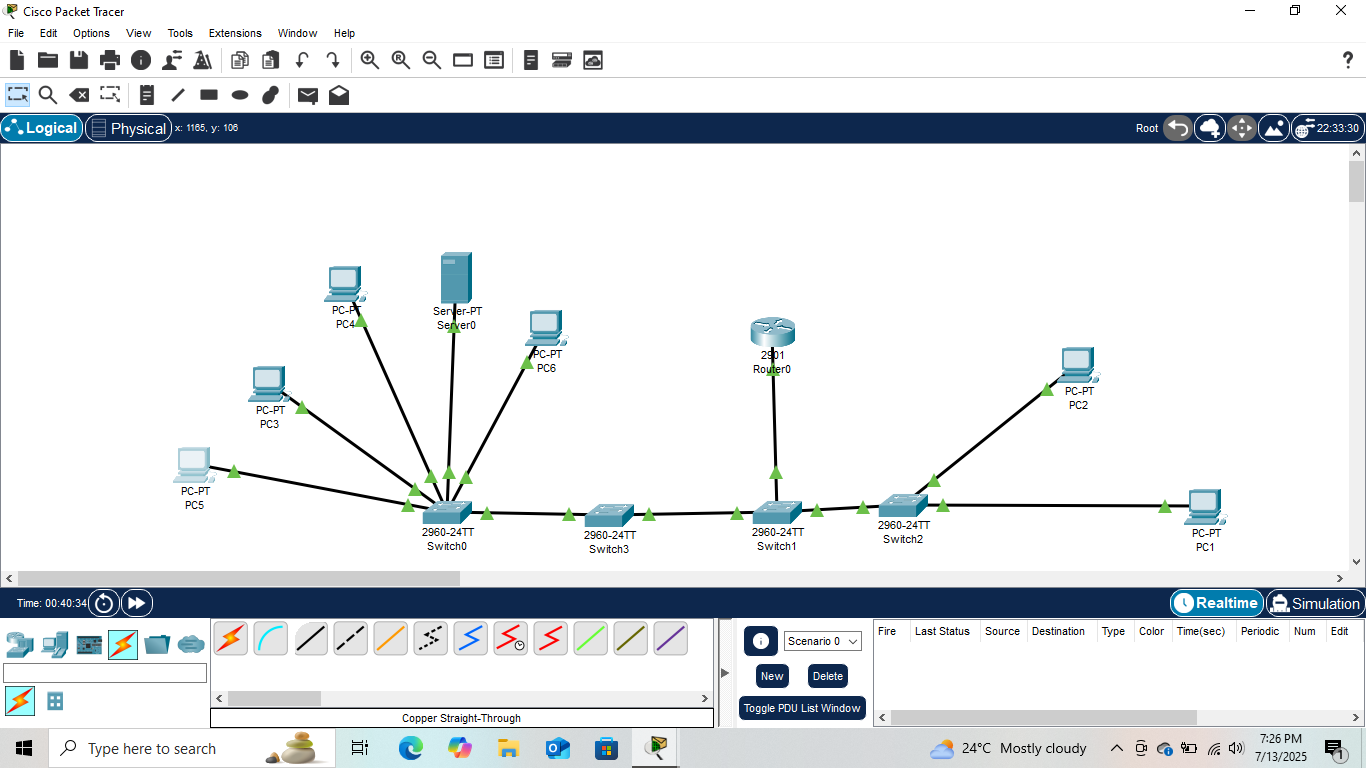 Cisco Packet Tracer
File Edit Options View Tools Extensions Window Help
Logical Physical x: 1165, y: 106 Root 22:33:30
PC-PT
PC4
Server-PT
Server0
PC-PT
PC6
2901
Router0
PC-PT
PC2
PC-PT
PC3
PC-PT
PC5
2960-24TT
Switch0
2960-24TT
Switch3
2960-24TT
Switch1
2960-24TT
Switch2
PC-PT
PC1
Time: 00:40:34 Realtime Simulation
Scenario 0
New Delete
Toggle PDU List Window
Fire Last Status Source Destination Type Color Time(sec) Periodic Num Edit
Copper Straight-Through
Type here to search
24°C Mostly cloudy
7:26 PM
7/13/2025
1